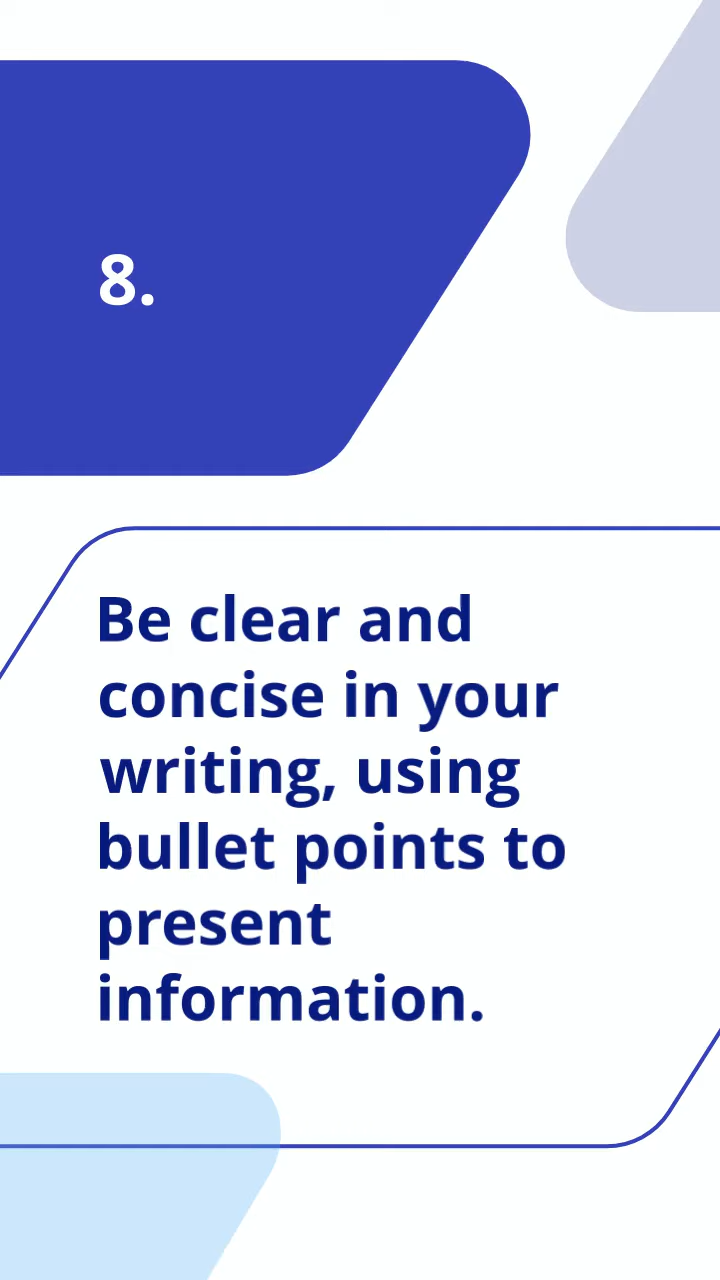 8.
Be clear and
concise in your
writing, using
bullet points to
present
information.